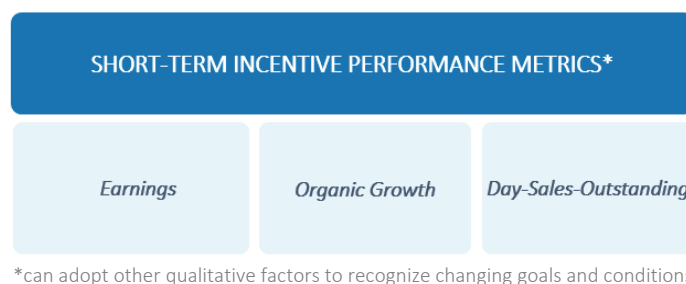 SHORT-TERM INCENTIVE PERFORMANCE METRICS*
Earnings
Organic Growth
Day-Sales-Outstanding
*can adopt other qualitative factors to recognize changing goals and conditions